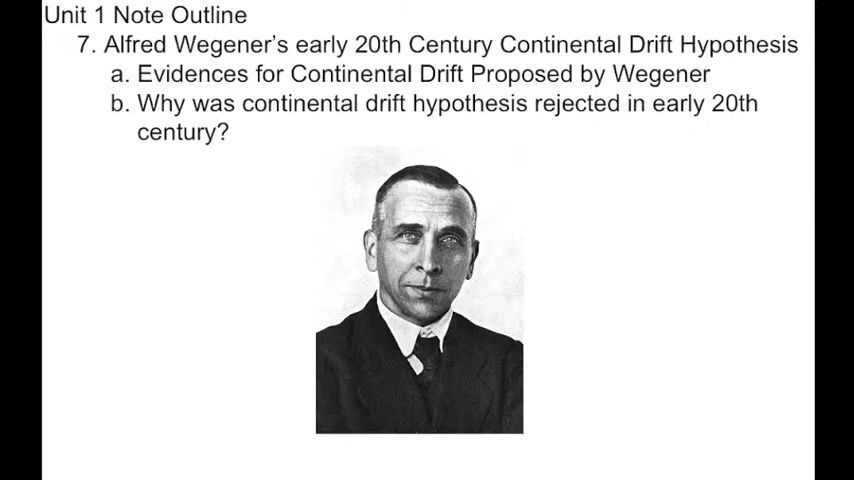 Unit 1 Note Outline
7. Alfred Wegener's early 20th Century Continental Drift Hypothesis
a. Evidences for Continental Drift Proposed by Wegener
b. Why was continental drift hypothesis rejected in early 20th
century?